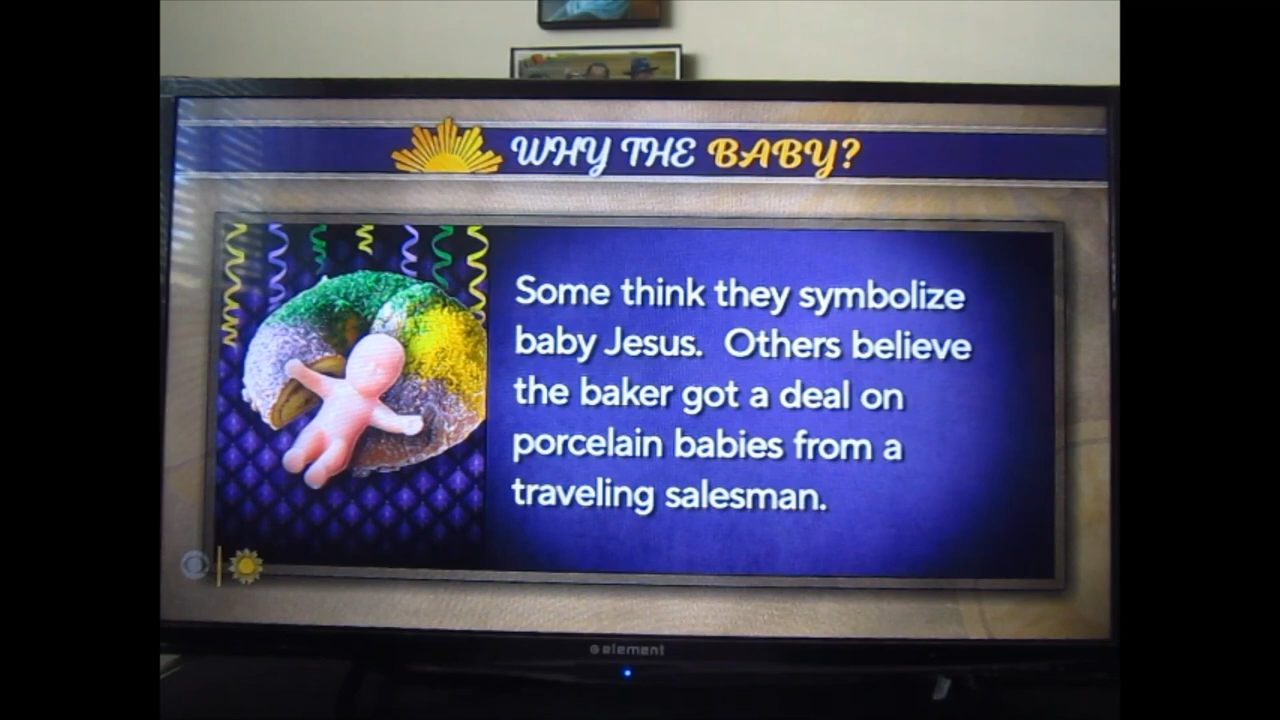 WHY THE BABY?
Some think they symbolize
baby Jesus. Others believe
the baker got a deal on
porcelain babies from a
traveling salesman.
element